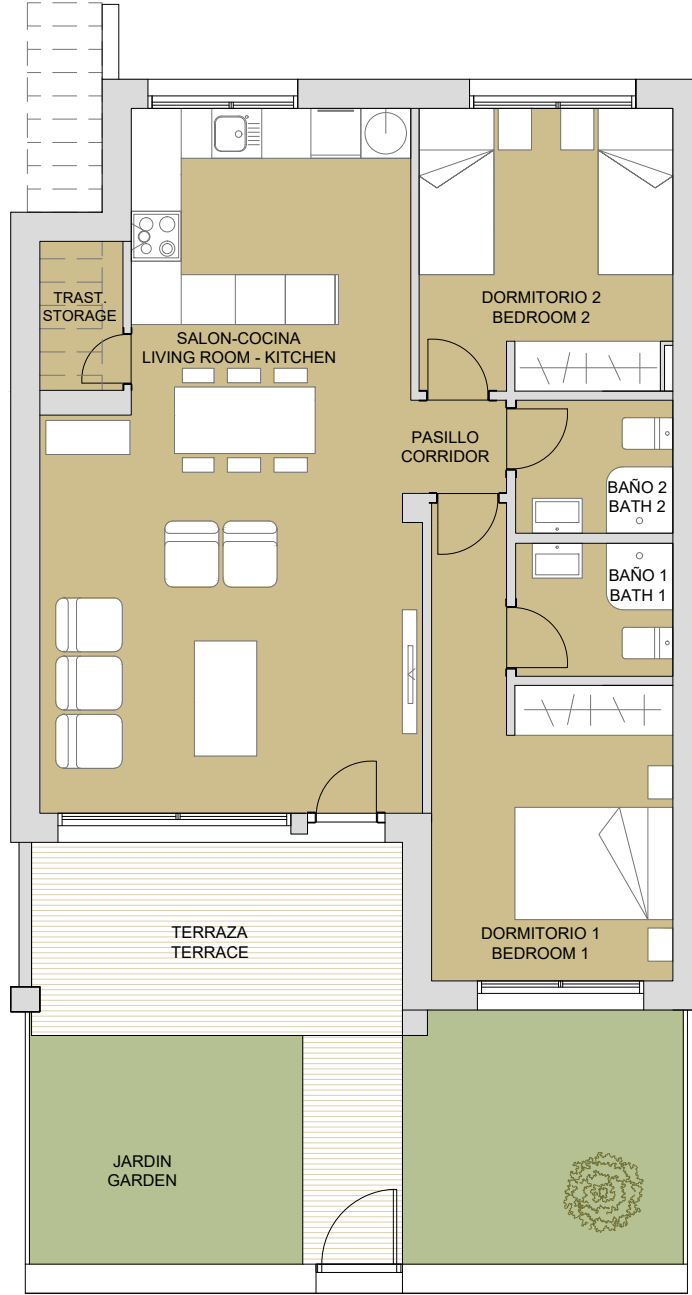 TRAST.
STORAGE
DORMITORIO 2
BEDROOM 2
SALON-COCINA
LIVING ROOM - KITCHEN
PASILLO
CORRIDOR
BAÑO 2
BATH 2
BAÑO 1
BATH 1
TERRAZA
TERRACE
DORMITORIO 1
BEDROOM 1
JARDIN
GARDEN